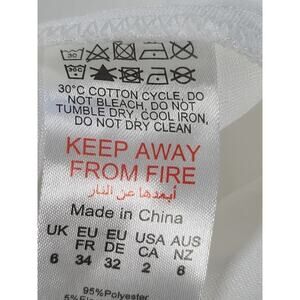 30°C COTTON CYCLE, DO
NOT BLEACH, DO NOT
TUMBLE DRY, COOL IRON,
DO NOT DRY CLEAN
KEEP AWAY
FROM FIRE
أبعدها عن النار
Made in China
UK EU EU USA AUS
FR DE CA NZ
6 34 32 2 6
95%Polyester